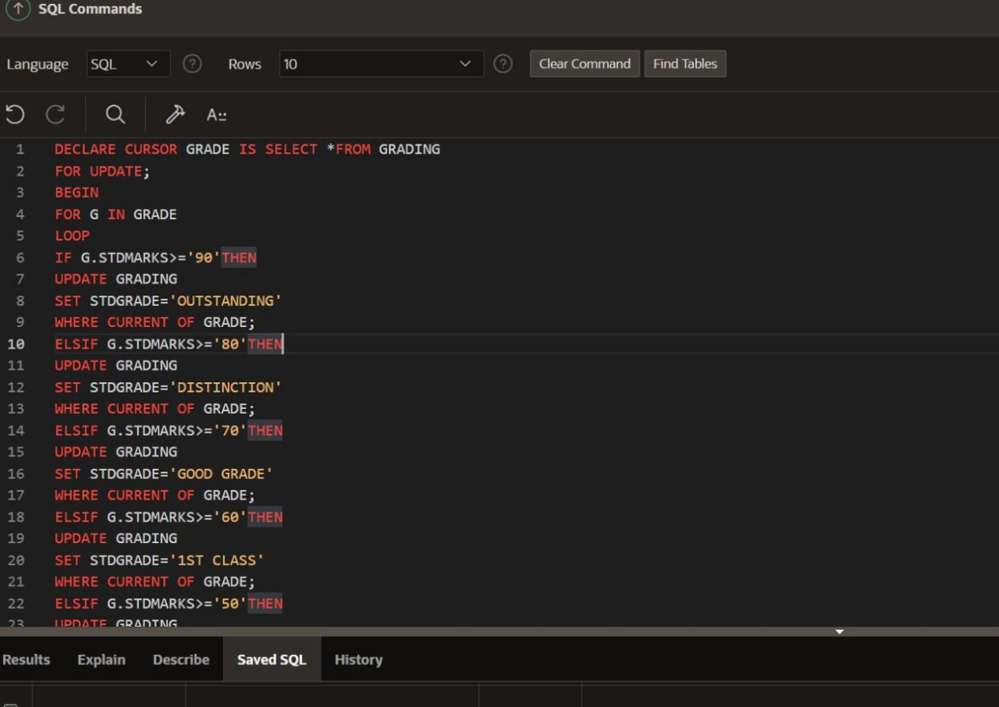 SQL Commands
Language SQL ? Rows 10 ? Clear Command Find Tables
A::
1 DECLARE CURSOR GRADE IS SELECT *FROM GRADING
2 FOR UPDATE;
3 BEGIN
4 FOR G IN GRADE
5 LOOP
6 IF G.STDMARKS>='90'THEN
7 UPDATE GRADING
8 SET STDGRADE='OUTSTANDING'
9 WHERE CURRENT OF GRADE;
10 ELSIF G.STDMARKS>='80'THEN
11 UPDATE GRADING
12 SET STDGRADE='DISTINCTION'
13 WHERE CURRENT OF GRADE;
14 ELSIF G.STDMARKS>='70'THEN
15 UPDATE GRADING
16 SET STDGRADE='GOOD GRADE'
17 WHERE CURRENT OF GRADE;
18 ELSIF G.STDMARKS>='60'THEN
19 UPDATE GRADING
20 SET STDGRADE='1ST CLASS'
21 WHERE CURRENT OF GRADE;
22 ELSIF G.STDMARKS>='50'THEN
23 UPDATE GRADING
Results Explain Describe Saved SQL History